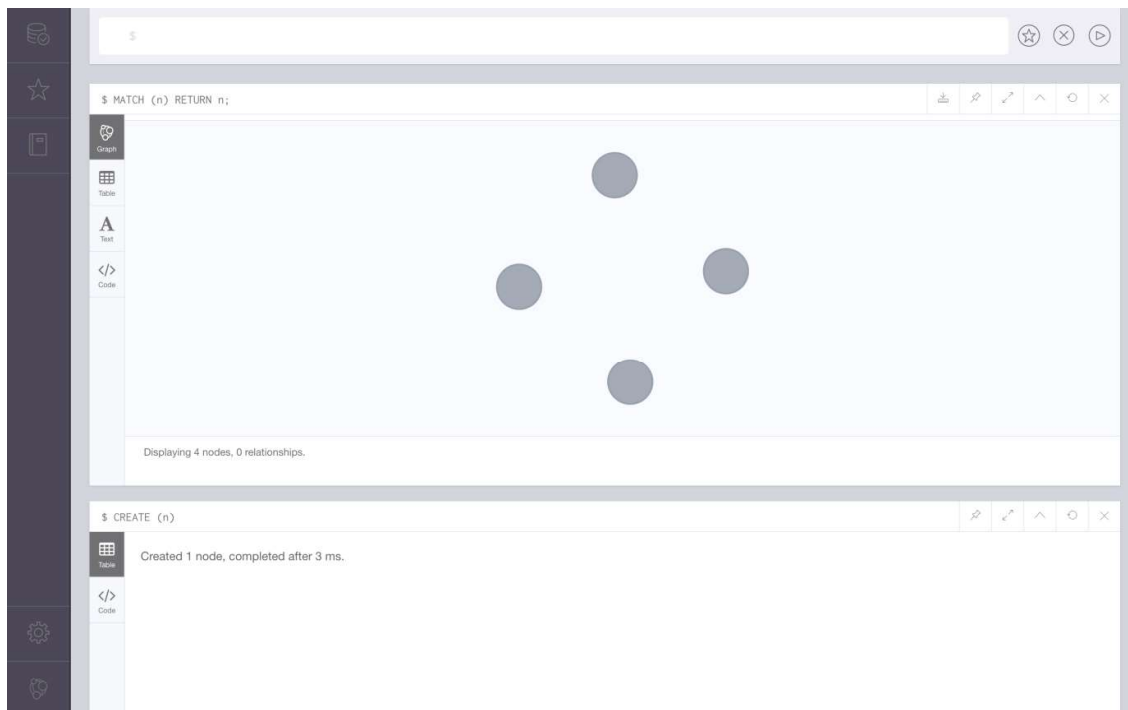 $
$ MATCH (n) RETURN n;
Graph
Table
A
Text
</>
Code
Displaying 4 nodes, 0 relationships.
$ CREATE (n)
Table
Created 1 node, completed after 3 ms.
</>
Code